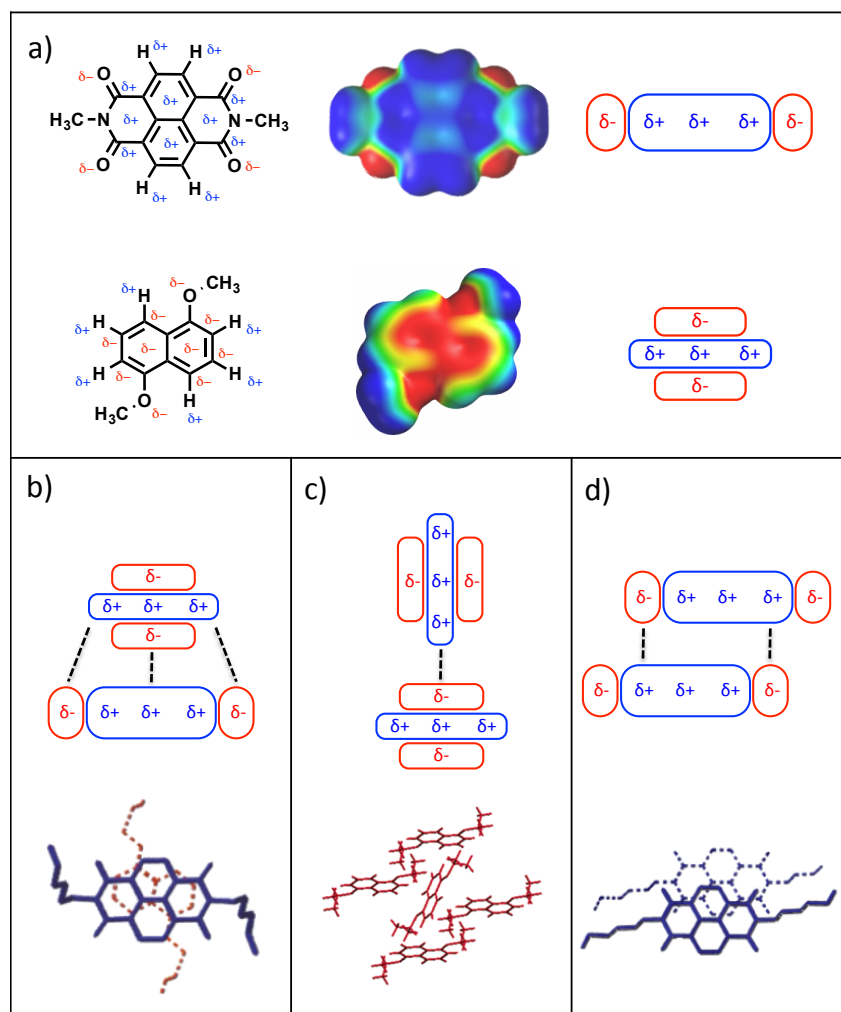 a)
H δ+ H δ+
δ− O δ+ δ+ O δ−
δ+ δ+
H₃C N δ+ δ+ N CH₃
δ+ δ+ δ+
δ− O O δ−
H H
δ+ δ+
δ- δ+ δ+ δ+ δ-
δ− O CH₃
δ+ H
H δ− δ− H
δ+ δ+
δ− δ− δ− δ−
δ+ H δ− δ− H δ+
O H
H₃C δ− δ+
δ-
δ+ δ+ δ+
δ-
b)
δ-
δ+ δ+ δ+
δ-
δ- δ+ δ+ δ+ δ-
c)
δ+
δ- δ+ δ-
δ+
δ-
δ+ δ+ δ+
δ-
d)
δ- δ+ δ+ δ+ δ-
δ- δ+ δ+ δ+ δ-